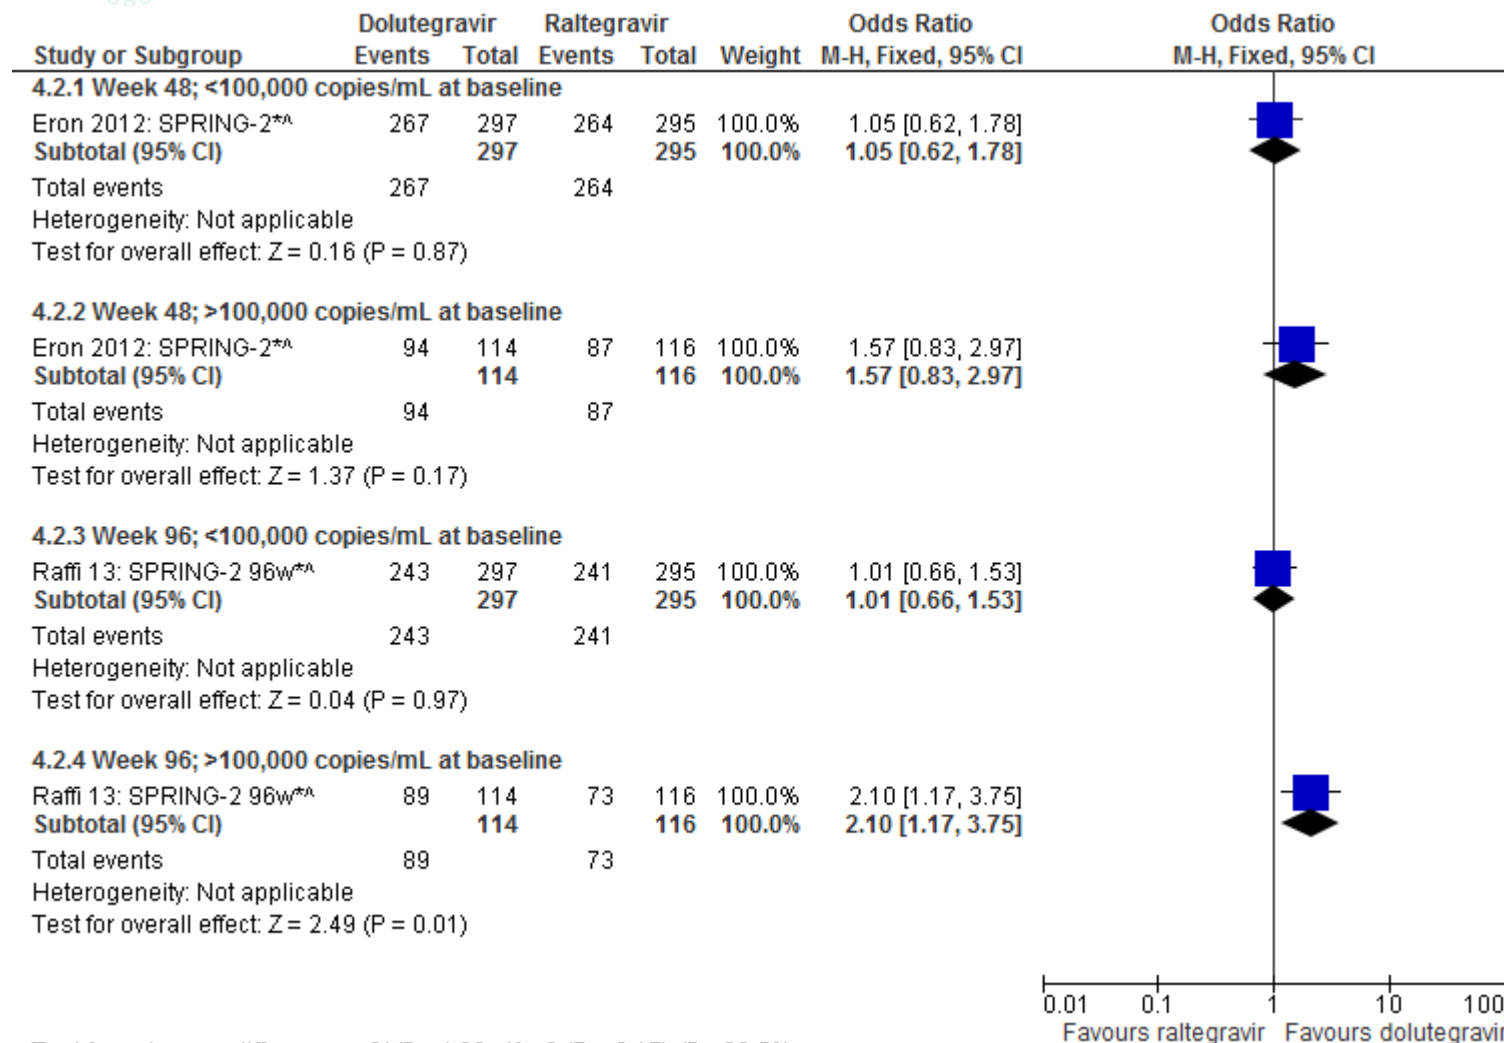 Dolutegravir Raltegravir Odds Ratio Odds Ratio
Study or Subgroup Events Total Events Total Weight M-H, Fixed, 95% CI M-H, Fixed, 95% CI
4.2.1 Week 48; <100,000 copies/mL at baseline
Eron 2012: SPRING-2*^ 267 297 264 295 100.0% 1.05 [0.62, 1.78]
Subtotal (95% CI) 297 295 100.0% 1.05 [0.62, 1.78]
Total events 267 264
Heterogeneity: Not applicable
Test for overall effect: Z = 0.16 (P = 0.87)
4.2.2 Week 48; >100,000 copies/mL at baseline
Eron 2012: SPRING-2*^ 94 114 87 116 100.0% 1.57 [0.83, 2.97]
Subtotal (95% CI) 114 116 100.0% 1.57 [0.83, 2.97]
Total events 94 87
Heterogeneity: Not applicable
Test for overall effect: Z = 1.37 (P = 0.17)
4.2.3 Week 96; <100,000 copies/mL at baseline
Raffi 13: SPRING-2 96w*^ 243 297 241 295 100.0% 1.01 [0.66, 1.53]
Subtotal (95% CI) 297 295 100.0% 1.01 [0.66, 1.53]
Total events 243 241
Heterogeneity: Not applicable
Test for overall effect: Z = 0.04 (P = 0.97)
4.2.4 Week 96; >100,000 copies/mL at baseline
Raffi 13: SPRING-2 96w*^ 89 114 73 116 100.0% 2.10 [1.17, 3.75]
Subtotal (95% CI) 114 116 100.0% 2.10 [1.17, 3.75]
Total events 89 73
Heterogeneity: Not applicable
Test for overall effect: Z = 2.49 (P = 0.01)
0.01 0.1 1 10 100
Favours raltegravir Favours dolutegravir